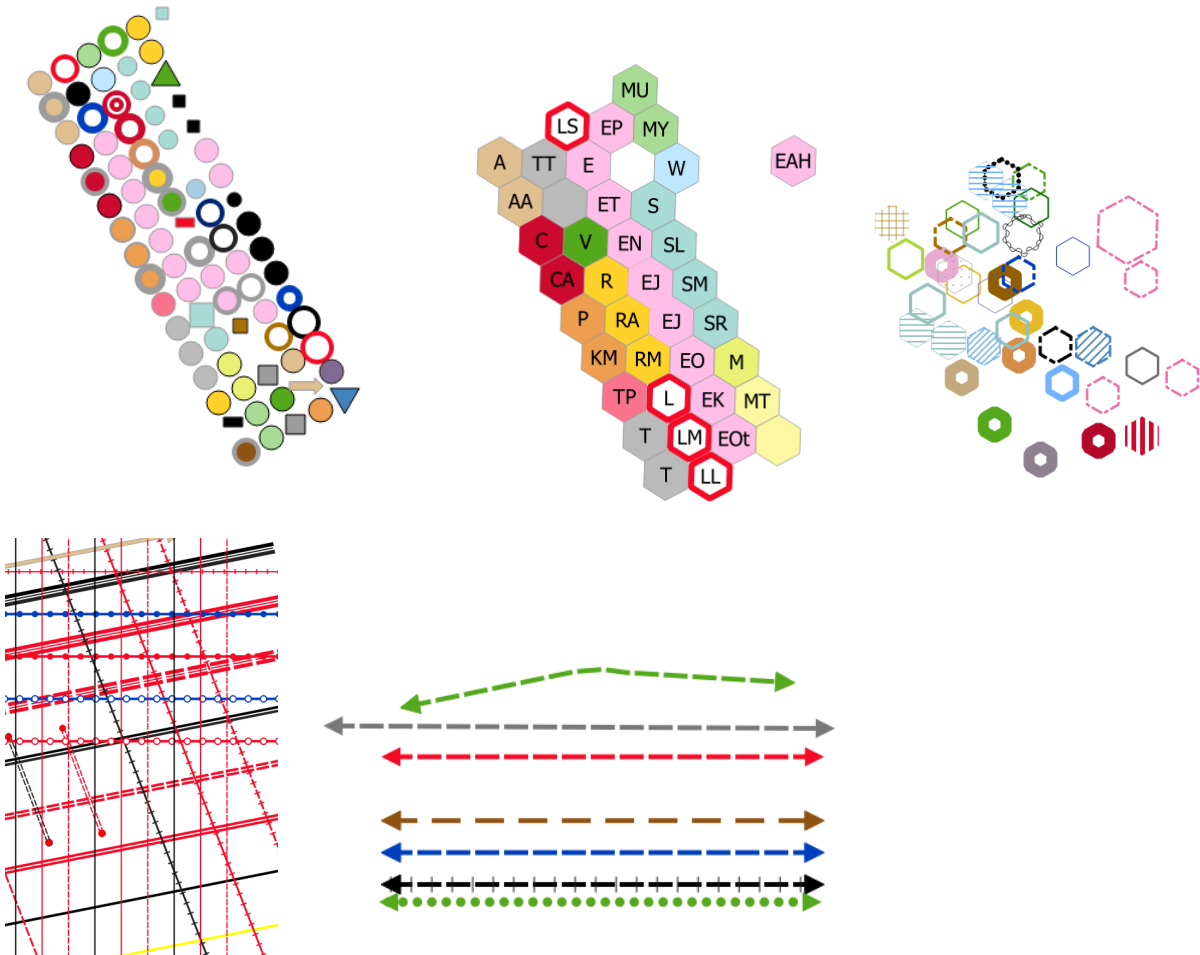 MU
LS EP MY
A TT E W EAH
AA ET S
C V EN SL
CA R EJ SM
P RA EJ SR
KM RM EO M
TP L EK MT
T LM EOt
T LL